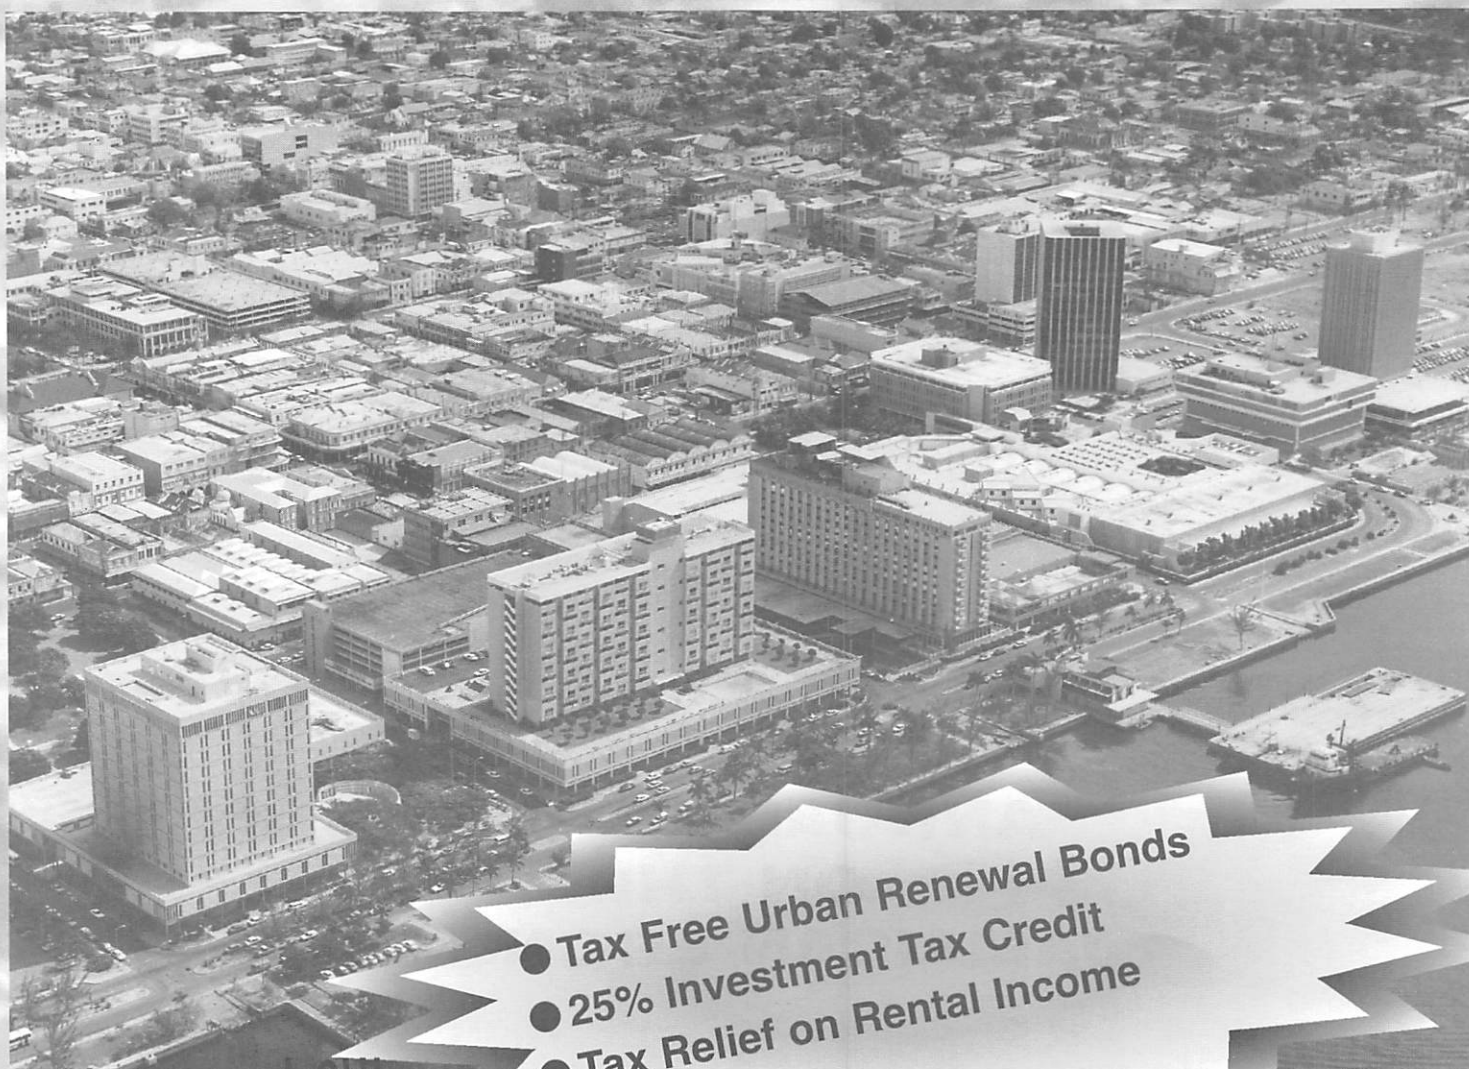 ● Tax Free Urban Renewal Bonds
● 25% Investment Tax Credit
● Tax Relief on Rental Income